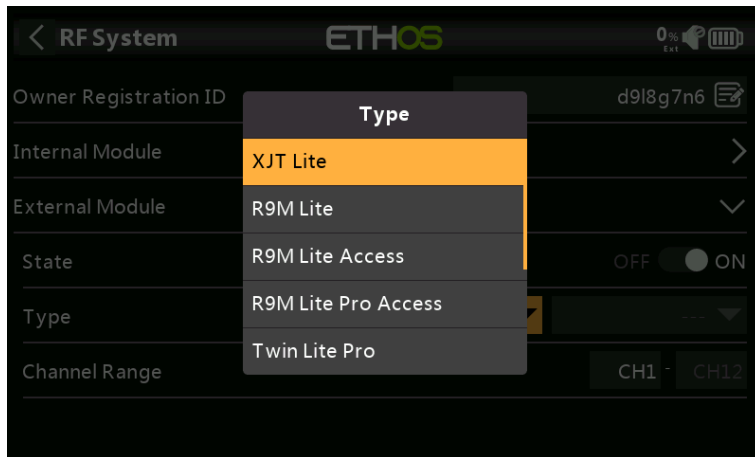 RF System ETHOS 0% Ext
Owner Registration ID d9l8g7n6
Type
Internal Module
XJT Lite
External Module
R9M Lite
State R9M Lite Access OFF ON
Type R9M Lite Pro Access ---
Twin Lite Pro
Channel Range CH1 - CH12